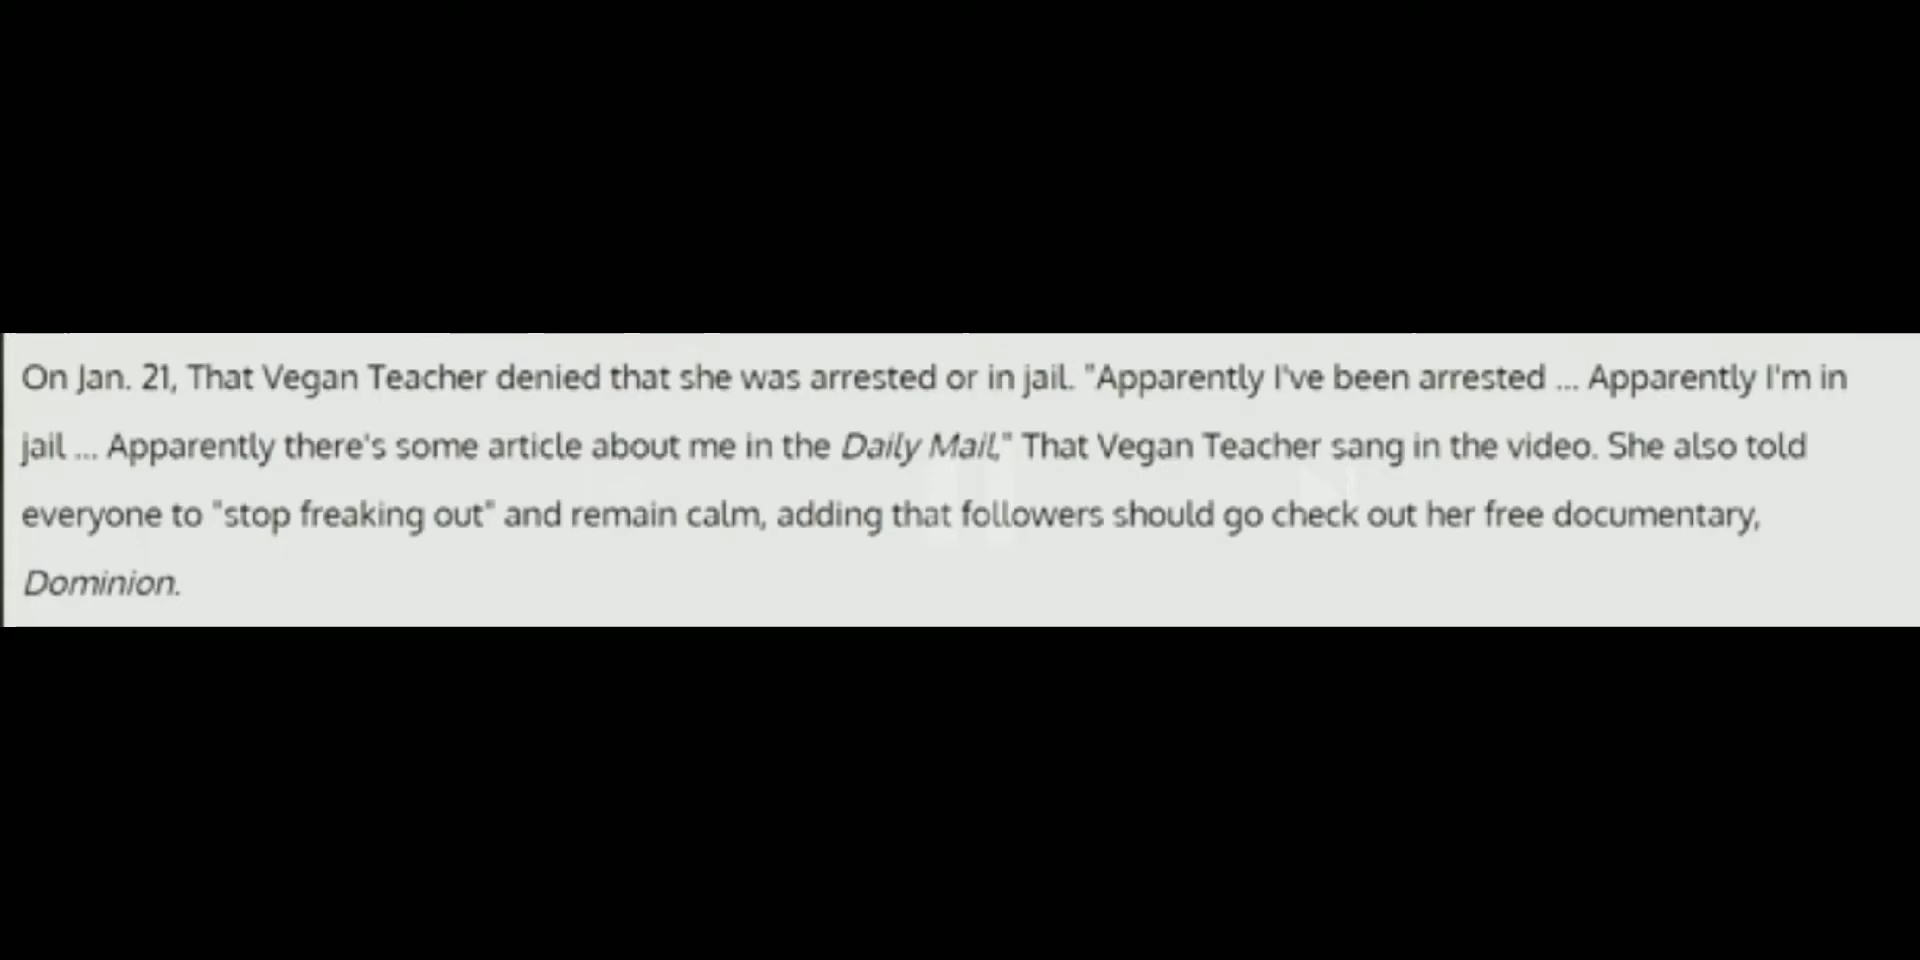 On Jan. 21, That Vegan Teacher denied that she was arrested or in jail. "Apparently I've been arrested ... Apparently I'm in
jail ... Apparently there's some article about me in the Daily Mail," That Vegan Teacher sang in the video. She also told
everyone to "stop freaking out" and remain calm, adding that followers should go check out her free documentary,
Dominion.